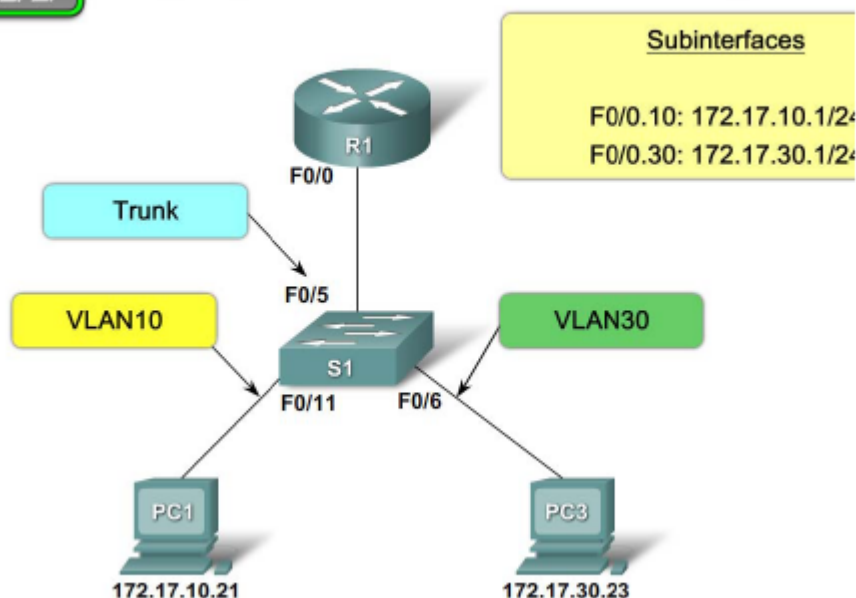 Subinterfaces
F0/0.10: 172.17.10.1/24
F0/0.30: 172.17.30.1/24
R1
F0/0
Trunk
F0/5
VLAN10
VLAN30
S1
F0/11
F0/6
PC1
PC3
172.17.10.21
172.17.30.23